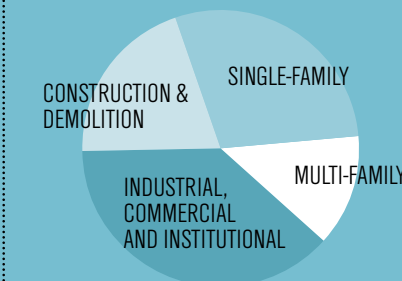 SINGLE-FAMILY
CONSTRUCTION &
DEMOLITION
MULTI-FAMILY
INDUSTRIAL,
COMMERCIAL
AND INSTITUTIONAL